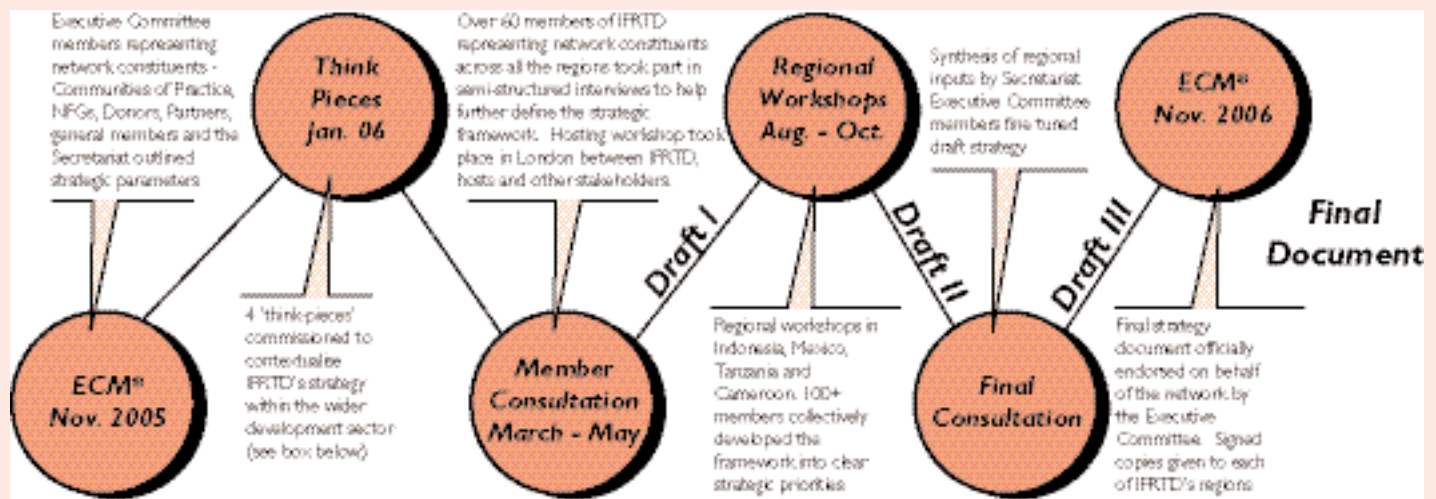 Executive Committee
members representing
network constituents -
Communities of Practice,
NFGs, Donors, Partners,
general members and the
Secretariat outlined
strategic parameters
ECM®
Nov. 2005
Think
Pieces
Jan. 06
4 'think-pieces'
commissioned to
contextualise
IFRTD's strategy
within the wider
development sector
(see box below)
Over 60 members of IFRTD
representing network constituents
across all the regions took part in
semi-structured interviews to help
further define the strategic
framework. Hosting workshop took
place in London between IFRTD,
hosts and other stakeholders
Member
Consultation
March - May
Draft I
Regional
Workshops
Aug. - Oct.
Regional workshops in
Indonesia, Mexico,
Tanzania and
Cameroon. 100+
members collectively
developed the
framework into clear
strategic priorities
Draft II
Synthesis of regional
inputs by Secretariat.
Executive Committee
members fine tuned
draft strategy
Final
Consultation
Draft III
ECM®
Nov. 2006
Final strategy
document officially
endorsed on behalf
of the network by
the Executive
Committee. Signed
copies given to each
of IFRTD's regions
Final
Document